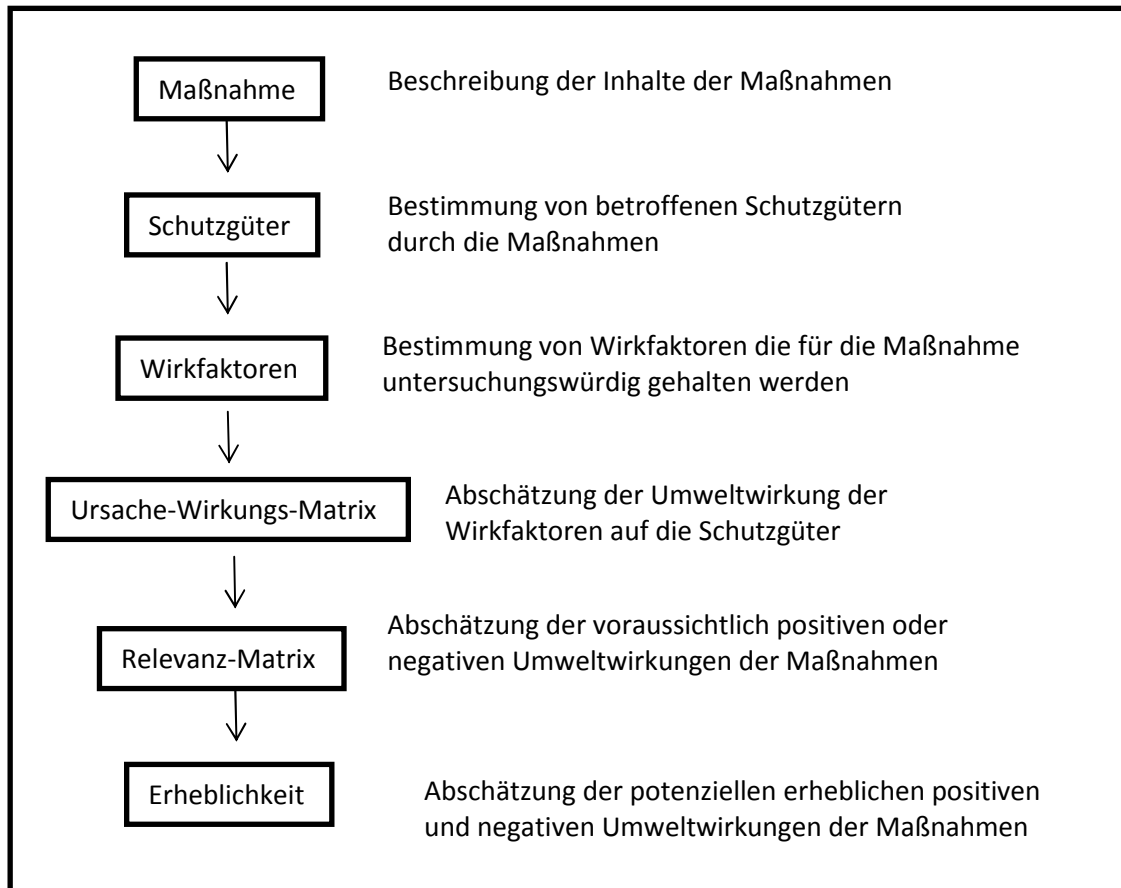 Maßnahme
Beschreibung der Inhalte der Maßnahmen
Schutzgüter
Bestimmung von betroffenen Schutzgütern
durch die Maßnahmen
Wirkfaktoren
Bestimmung von Wirkfaktoren die für die Maßnahme
untersuchungswürdig gehalten werden
Ursache-Wirkungs-Matrix
Abschätzung der Umweltwirkung der
Wirkfaktoren auf die Schutzgüter
Relevanz-Matrix
Abschätzung der voraussichtlich positiven oder
negativen Umweltwirkungen der Maßnahmen
Erheblichkeit
Abschätzung der potenziellen erheblichen positiven
und negativen Umweltwirkungen der Maßnahmen